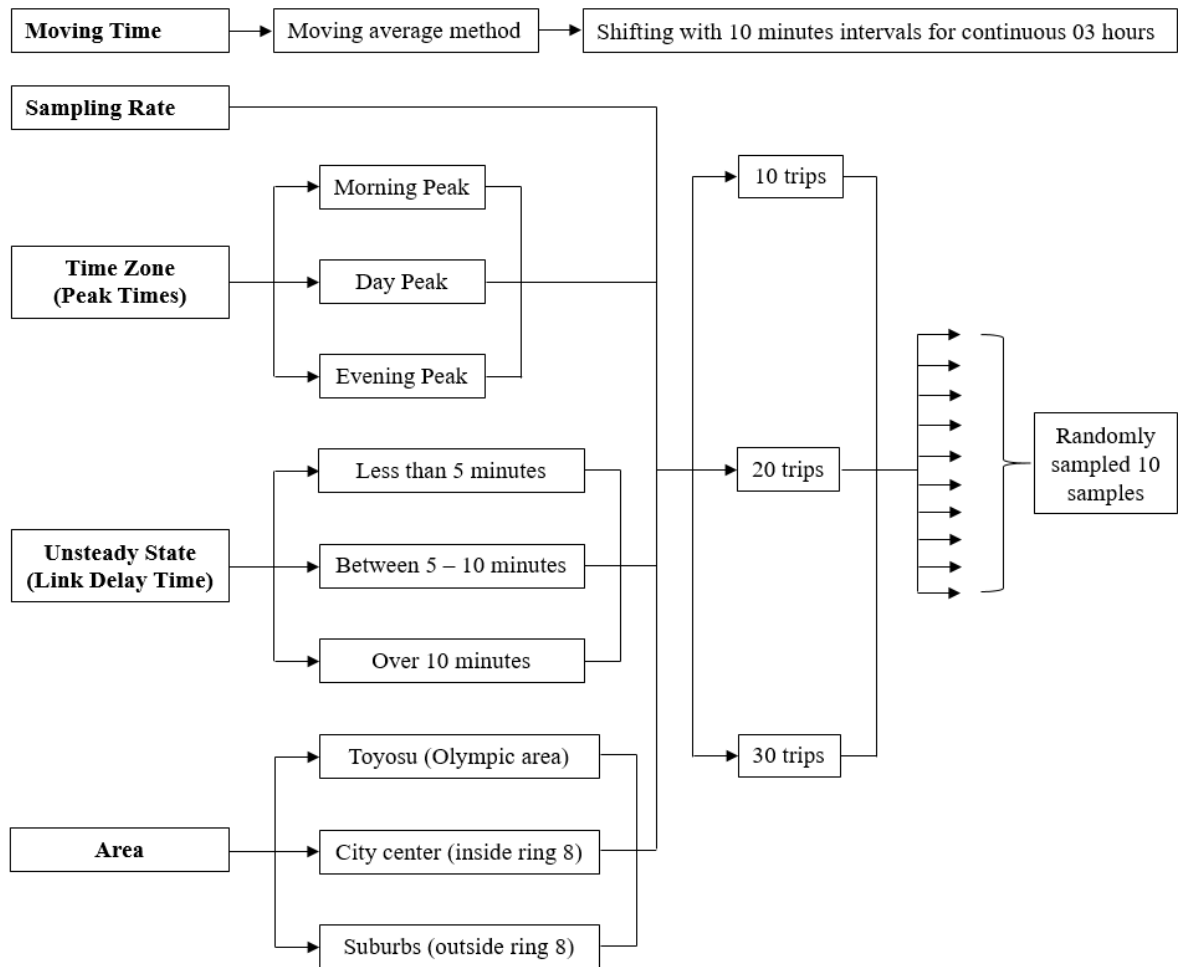 Moving Time
Moving average method
Shifting with 10 minutes intervals for continuous 03 hours
Sampling Rate
Time Zone
(Peak Times)
Morning Peak
Day Peak
Evening Peak
Unsteady State
(Link Delay Time)
Less than 5 minutes
Between 5 – 10 minutes
Over 10 minutes
Area
Toyosu (Olympic area)
City center (inside ring 8)
Suburbs (outside ring 8)
10 trips
20 trips
30 trips
Randomly
sampled 10
samples